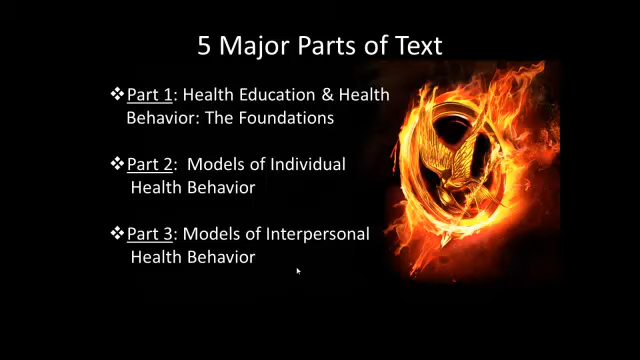 5 Major Parts of Text
❖Part 1: Health Education & Health
Behavior: The Foundations
❖Part 2: Models of Individual
Health Behavior
❖Part 3: Models of Interpersonal
Health Behavior